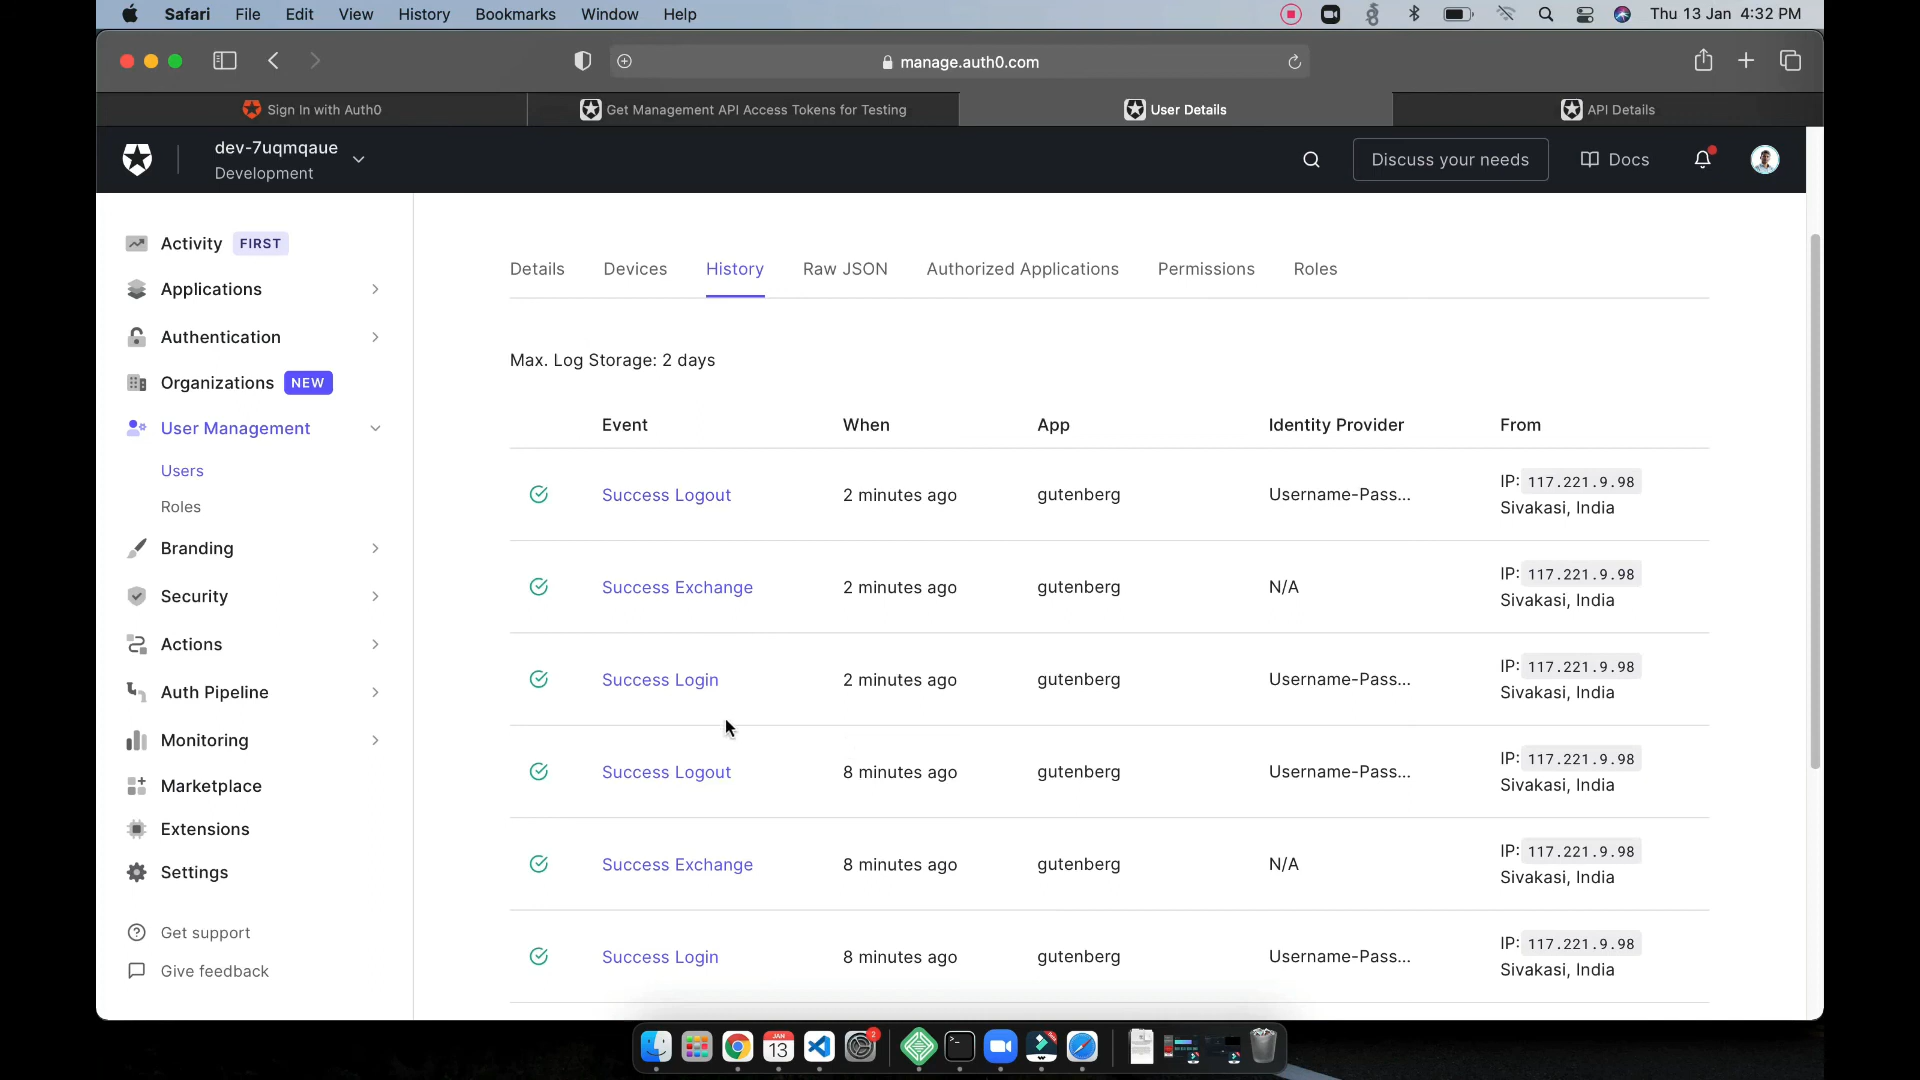 Safari File Edit View History Bookmarks Window Help Thu 13 Jan 4:32 PM
manage.auth0.com
Sign In with Auth0 Get Management API Access Tokens for Testing User Details API Details
dev-7uqmqaue
Development
Discuss your needs Docs
Activity FIRST
Applications
Authentication
Organizations NEW
User Management
Users
Roles
Branding
Security
Actions
Auth Pipeline
Monitoring
Marketplace
Extensions
Settings
Get support
Give feedback
Details Devices History Raw JSON Authorized Applications Permissions Roles
Max. Log Storage: 2 days
Event When App Identity Provider From
Success Logout 2 minutes ago gutenberg Username-Pass... IP: 117.221.9.98
Sivakasi, India
Success Exchange 2 minutes ago gutenberg N/A IP: 117.221.9.98
Sivakasi, India
Success Login 2 minutes ago gutenberg Username-Pass... IP: 117.221.9.98
Sivakasi, India
Success Logout 8 minutes ago gutenberg Username-Pass... IP: 117.221.9.98
Sivakasi, India
Success Exchange 8 minutes ago gutenberg N/A IP: 117.221.9.98
Sivakasi, India
Success Login 8 minutes ago gutenberg Username-Pass... IP: 117.221.9.98
Sivakasi, India
JAN
13
2